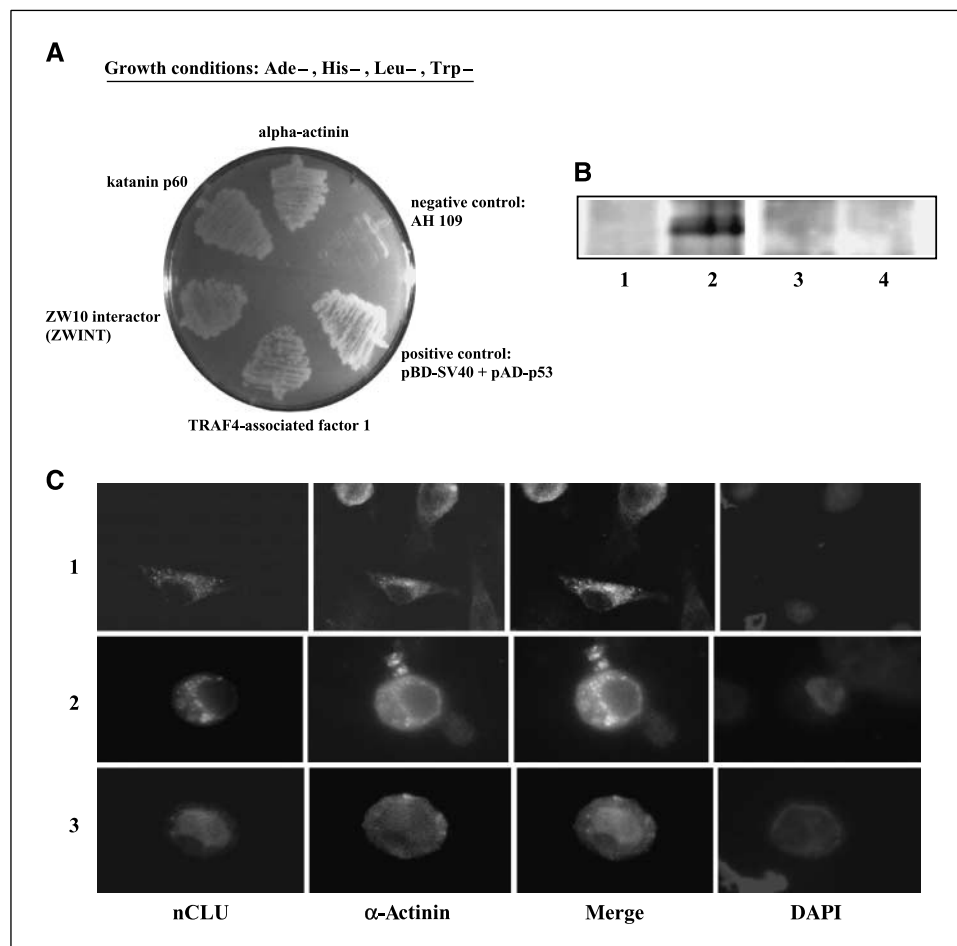 A
Growth conditions: Ade–, His–, Leu–, Trp–
alpha-actinin
katanin p60
negative control:
AH 109
ZW10 interactor
(ZWINT)
positive control:
pBD-SV40 + pAD-p53
TRAF4-associated factor 1
B
1 2 3 4
C
1
2
3
nCLU α-Actinin Merge DAPI